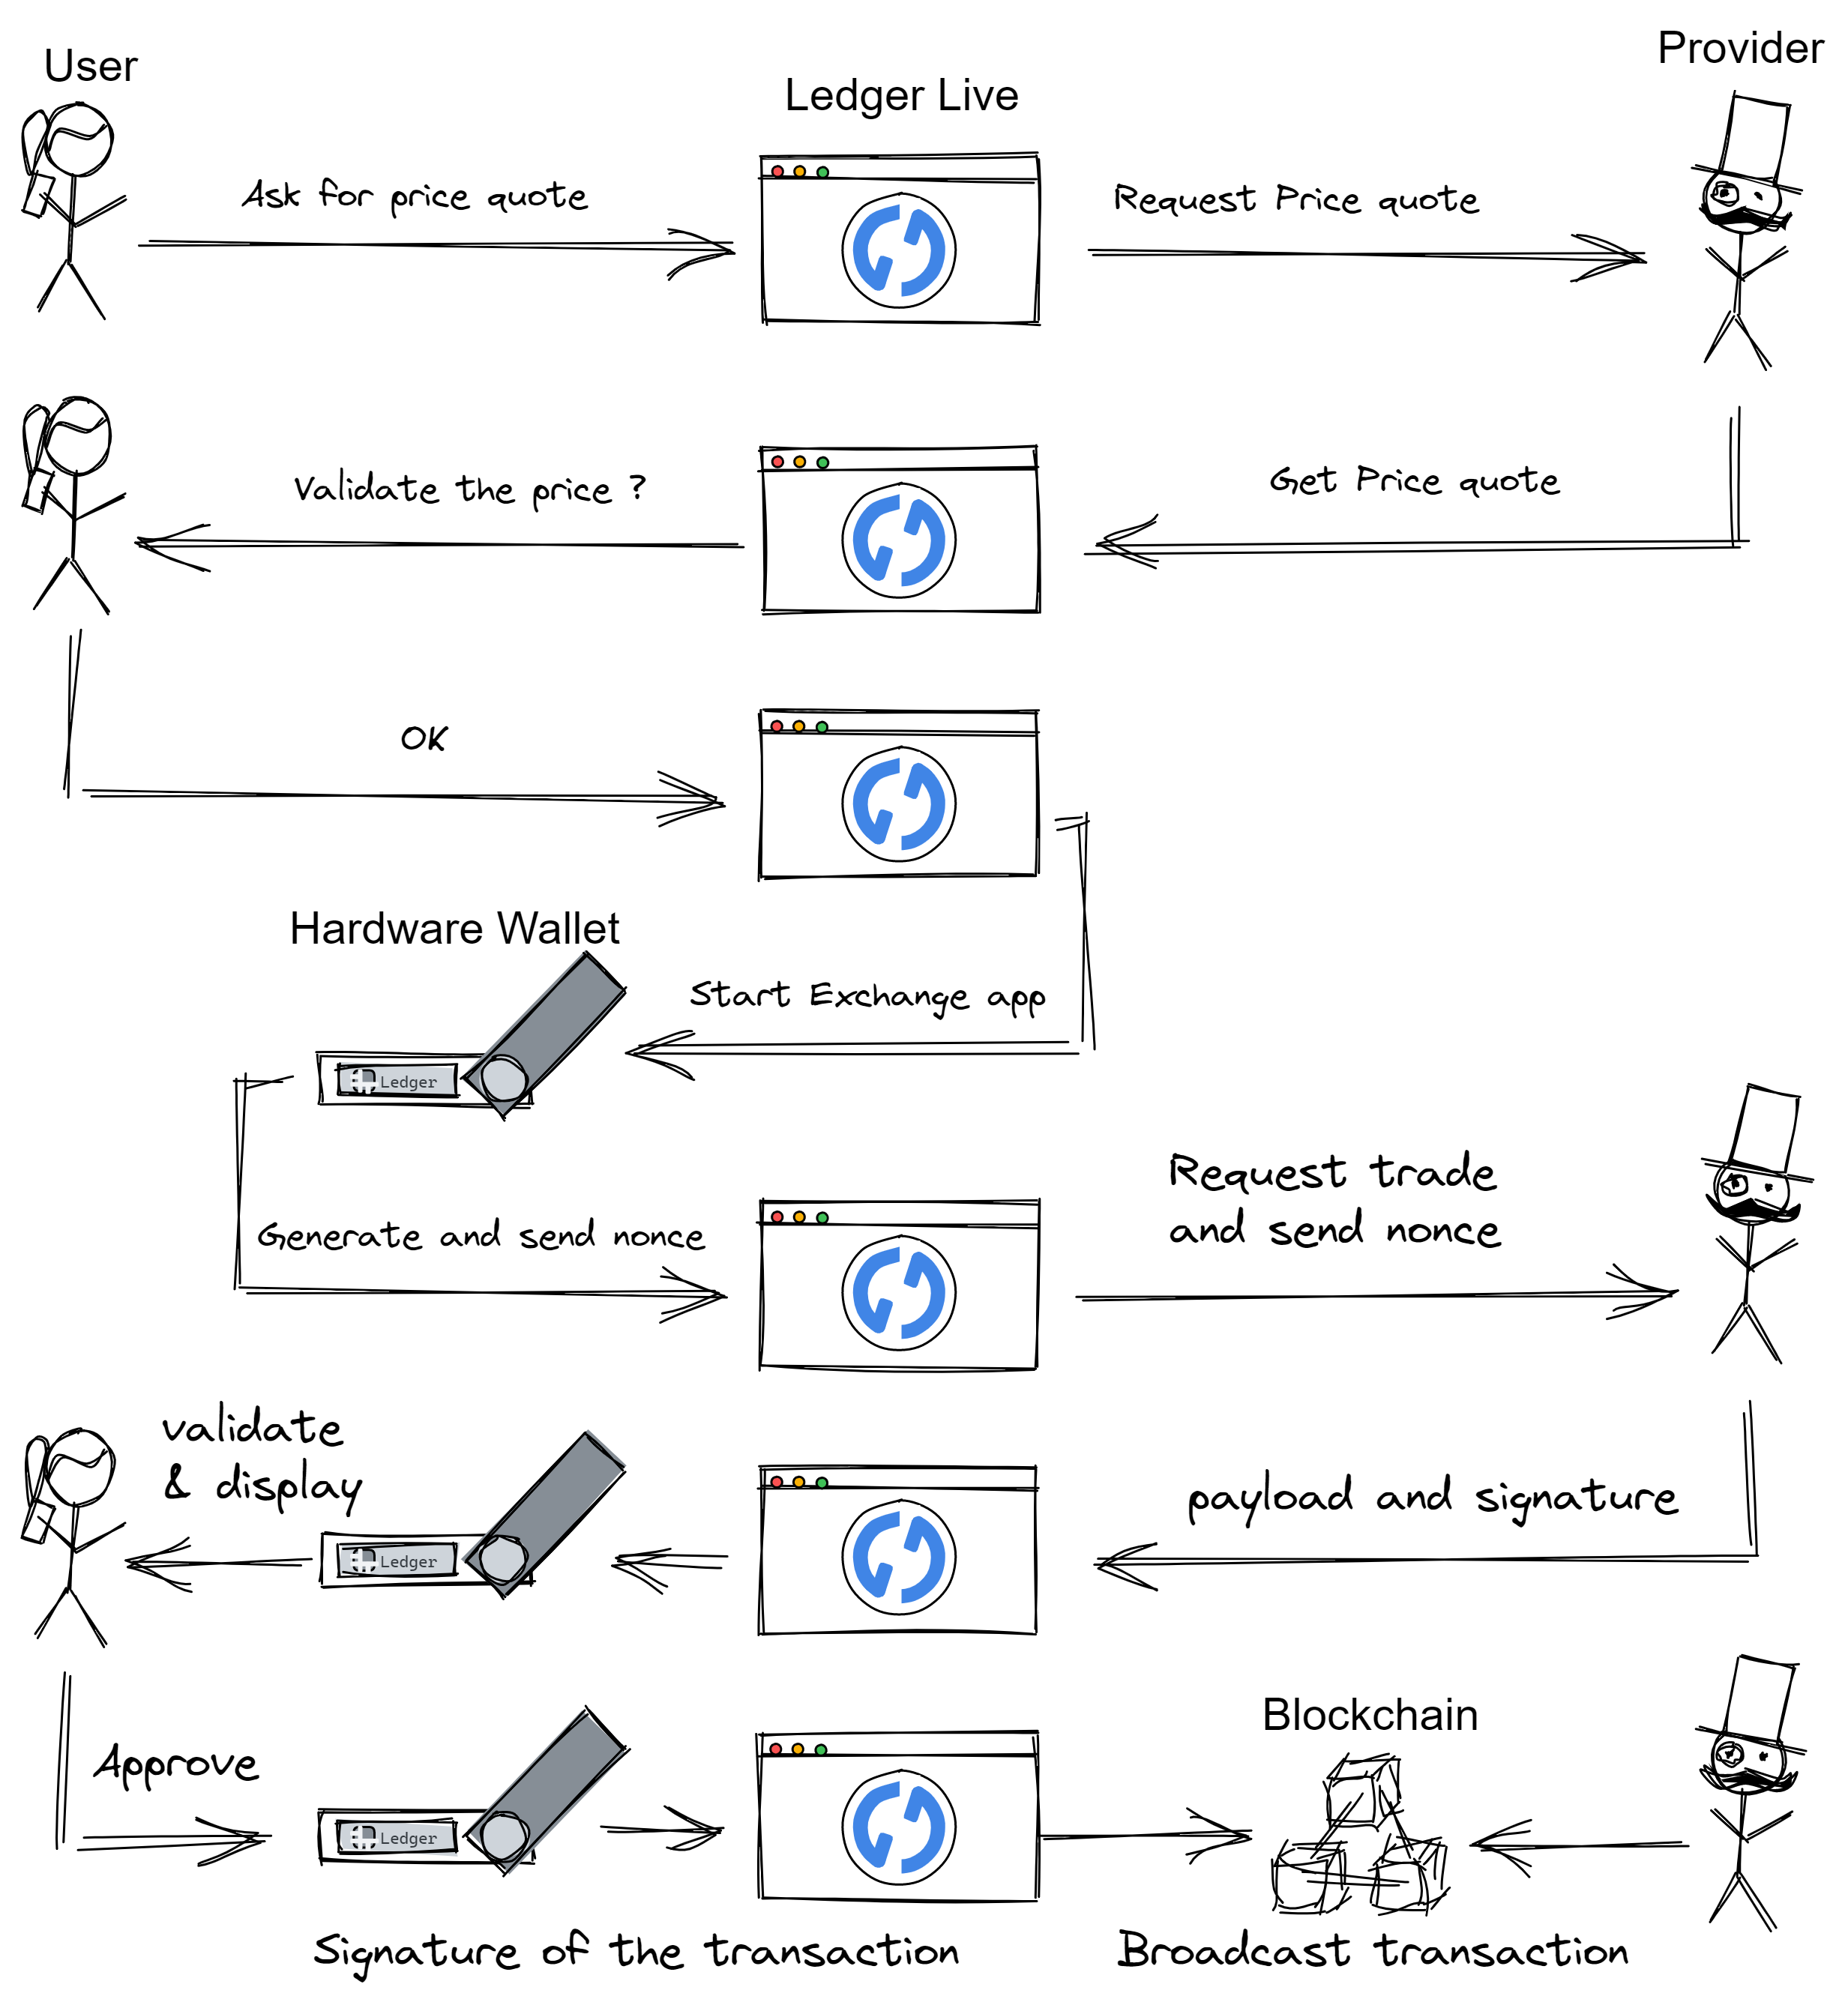 User
Provider
Ledger Live
Ask for price quote
Request Price quote
Validate the price ?
Get Price quote
OK
Hardware Wallet
Start Exchange app
Ledger
Request trade
and send nonce
Generate and send nonce
validate
& display
payload and signature
Ledger
Blockchain
Approve
Ledger
Signature of the transaction
Broadcast transaction